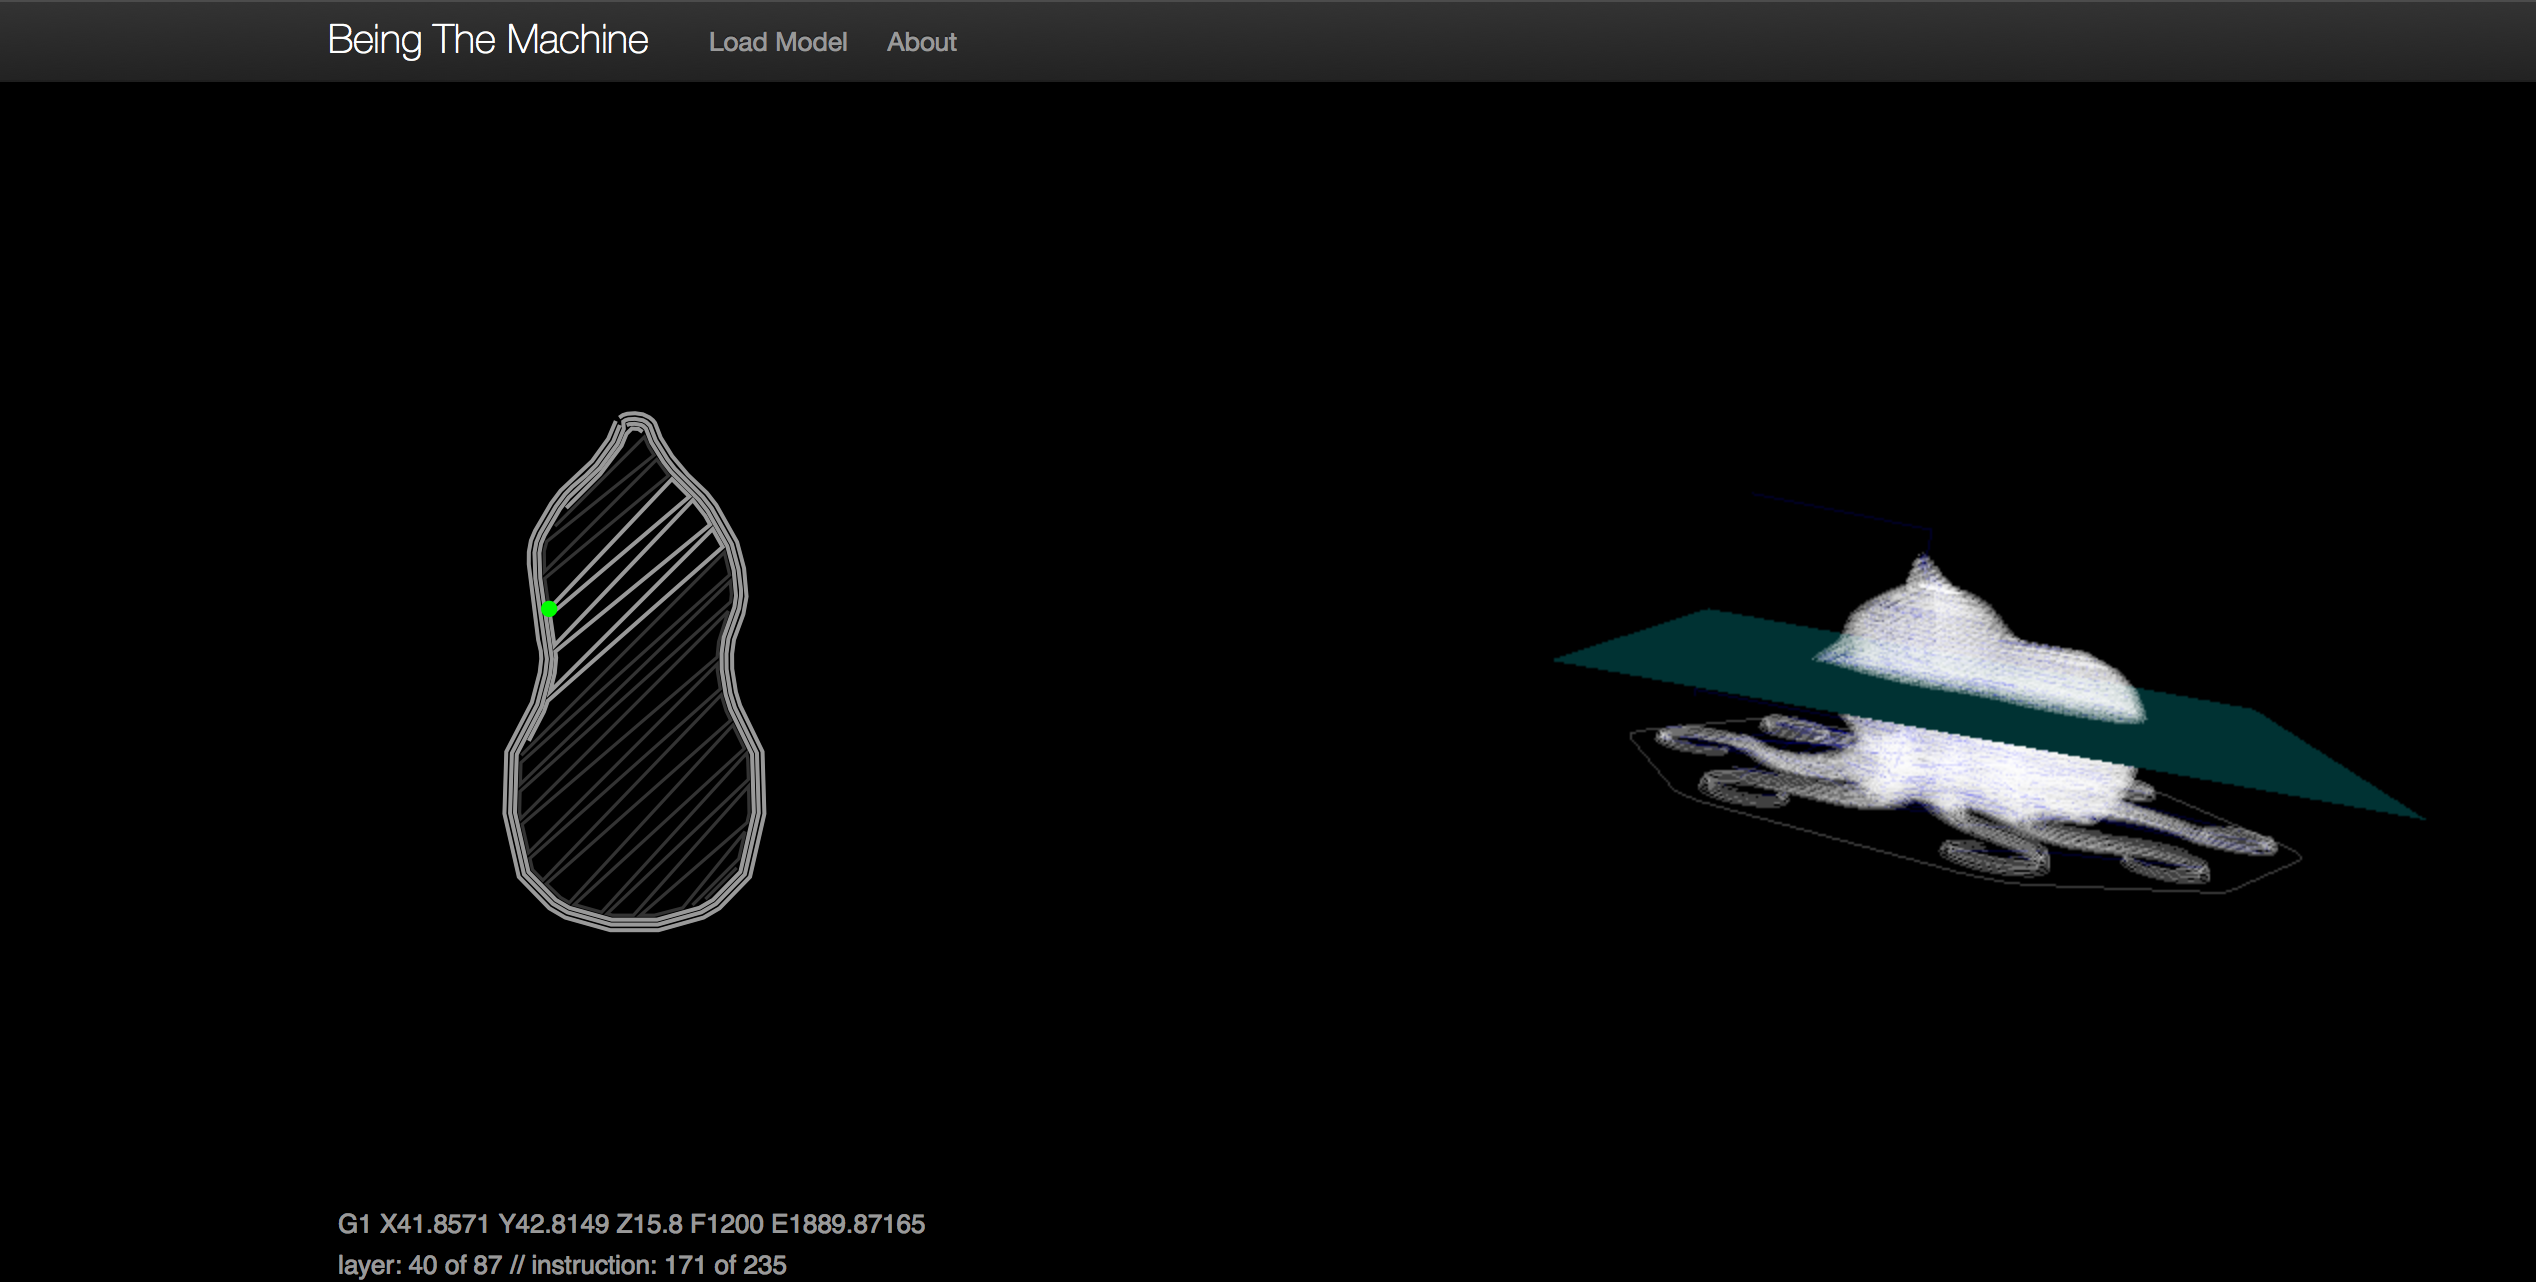 Being The Machine Load Model About
G1 X41.8571 Y42.8149 Z15.8 F1200 E1889.87165
layer: 40 of 87 // instruction: 171 of 235